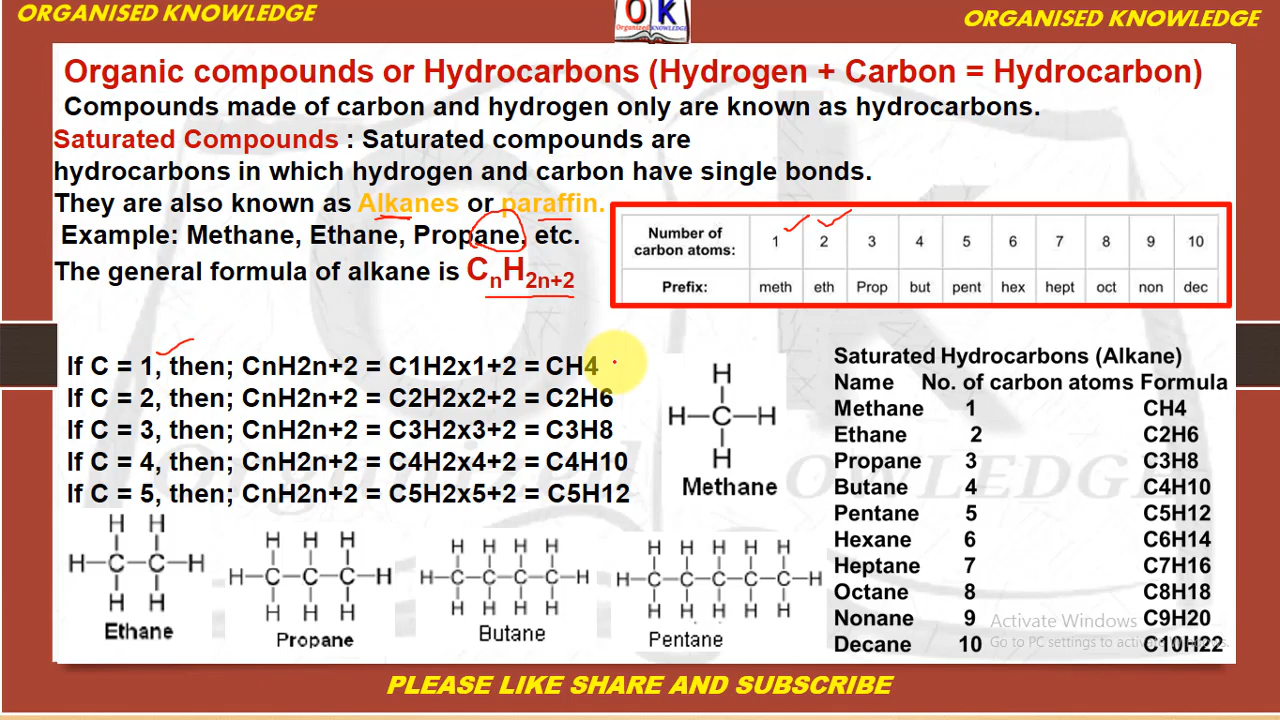 ORGANISED KNOWLEDGE
OK
Organized Knowledge
ORGANISED KNOWLEDGE
Organic compounds or Hydrocarbons (Hydrogen + Carbon = Hydrocarbon)
Compounds made of carbon and hydrogen only are known as hydrocarbons.
Saturated Compounds : Saturated compounds are
hydrocarbons in which hydrogen and carbon have single bonds.
They are also known as Alkanes or paraffin.
Example: Methane, Ethane, Propane, etc.
The general formula of alkane is CnH2n+2
Number of carbon atoms: 1 2 3 4 5 6 7 8 9 10
Prefix: meth eth Prop but pent hex hept oct non dec
If C = 1, then; CnH2n+2 = C1H2x1+2 = CH4
If C = 2, then; CnH2n+2 = C2H2x2+2 = C2H6
If C = 3, then; CnH2n+2 = C3H2x3+2 = C3H8
If C = 4, then; CnH2n+2 = C4H2x4+2 = C4H10
If C = 5, then; CnH2n+2 = C5H2x5+2 = C5H12
H
H C H
H
Methane
Saturated Hydrocarbons (Alkane)
Name No. of carbon atoms Formula
Methane 1 CH4
Ethane 2 C2H6
Propane 3 C3H8
Butane 4 C4H10
Pentane 5 C5H12
Hexane 6 C6H14
Heptane 7 C7H16
Octane 8 C8H18
Nonane 9 C9H20
Decane 10 C10H22
H H
H C C H
H H
Ethane
H H H
H C C C H
H H H
Propane
H H H H
H C C C C H
H H H H
Butane
H H H H H
H C C C C C H
H H H H H
Pentane
Activate Windows
Go to PC settings to activate Windows.
PLEASE LIKE SHARE AND SUBSCRIBE